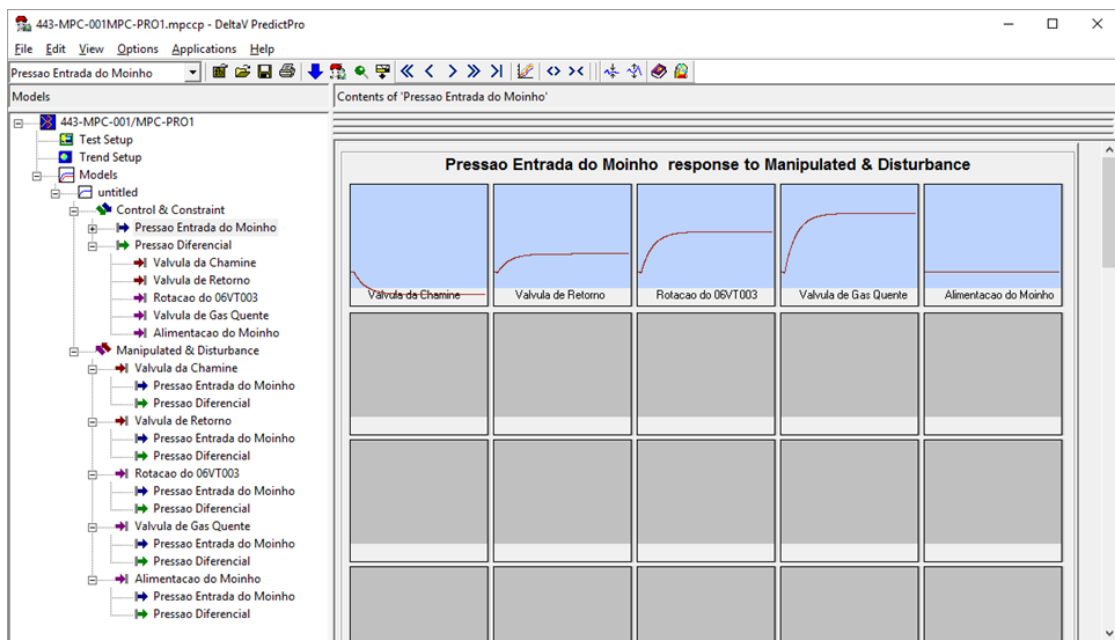 443-MPC-001MPC-PRO1.mpccp - DeltaV PredictPro
File Edit View Options Applications Help
Pressao Entrada do Moinho
Models
Contents of 'Pressao Entrada do Moinho'
443-MPC-001/MPC-PRO1
Test Setup
Trend Setup
Models
untitled
Control & Constraint
Pressao Entrada do Moinho
Pressao Diferencial
Valvula da Chamine
Valvula de Retorno
Rotacao do 06VT003
Valvula de Gas Quente
Alimentacao do Moinho
Manipulated & Disturbance
Valvula da Chamine
Pressao Entrada do Moinho
Pressao Diferencial
Valvula de Retorno
Pressao Entrada do Moinho
Pressao Diferencial
Rotacao do 06VT003
Pressao Entrada do Moinho
Pressao Diferencial
Valvula de Gas Quente
Pressao Entrada do Moinho
Pressao Diferencial
Alimentacao do Moinho
Pressao Entrada do Moinho
Pressao Diferencial
Pressao Entrada do Moinho response to Manipulated & Disturbance
Valvula da Chamine
Valvula de Retorno
Rotacao do 06VT003
Valvula de Gas Quente
Alimentacao do Moinho